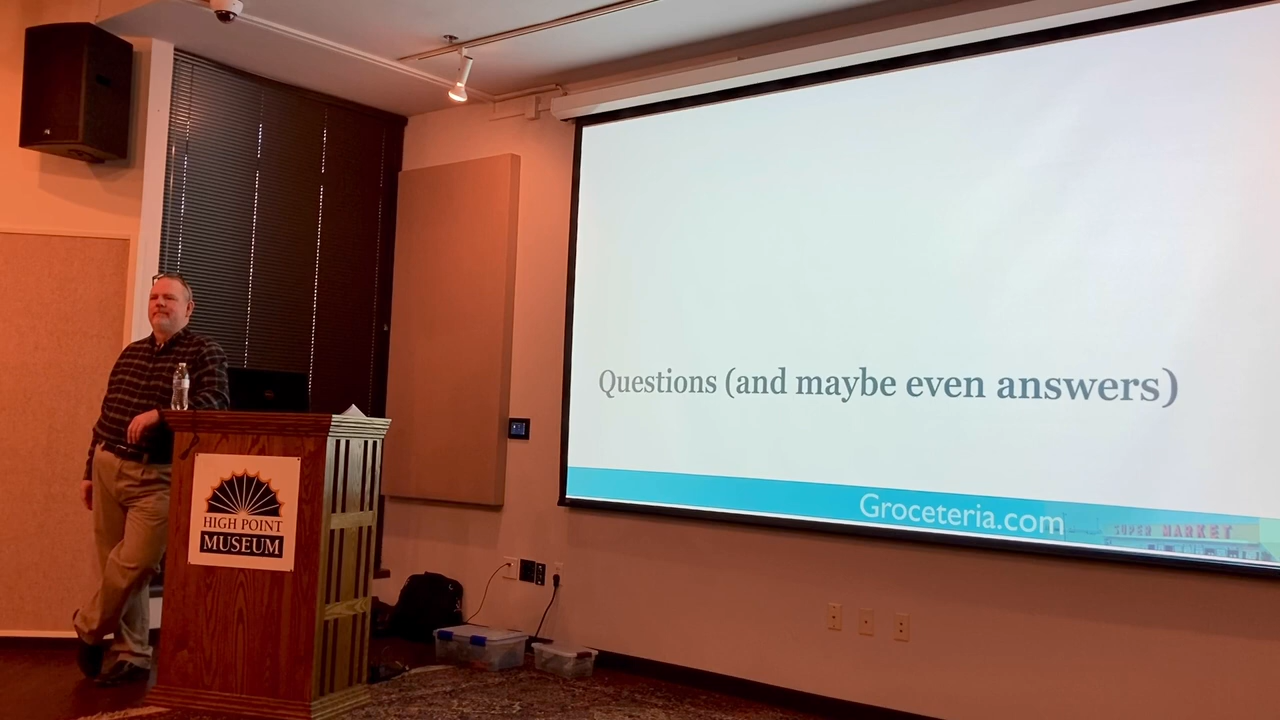 Questions (and maybe even answers)
Groceteria.com
SUPER MARKET
HIGH POINT
MUSEUM